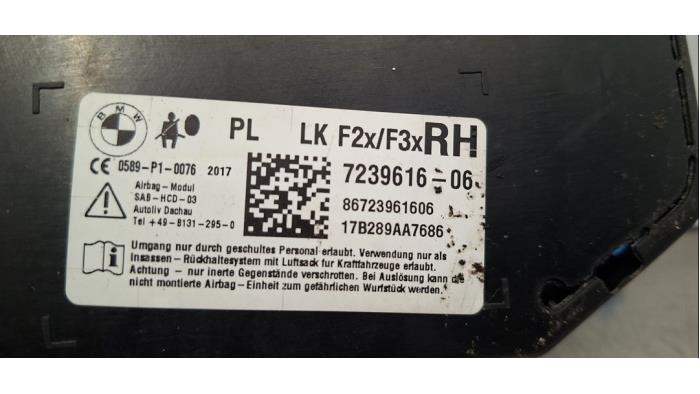 BMW
PL LK F2x/F3xRH
CE 0589-P1-0076 2017
7239616-06
Airbag-Modul
SAB-HCD-03
Autoliv Dachau
Tel +49-8131-295-0
86723961606
17B289AA7686
Umgang nur durch geschultes Personal erlaubt. Verwendung nur als
Insassen-Rückhaltesystem mit Luftsack für Kraftfahrzeuge erlaubt.
Achtung - nur inerte Gegenstände verschrotten. Bei Auslösung kann die
nicht montierte Airbag-Einheit zum gefährlichen Wurfstück werden.